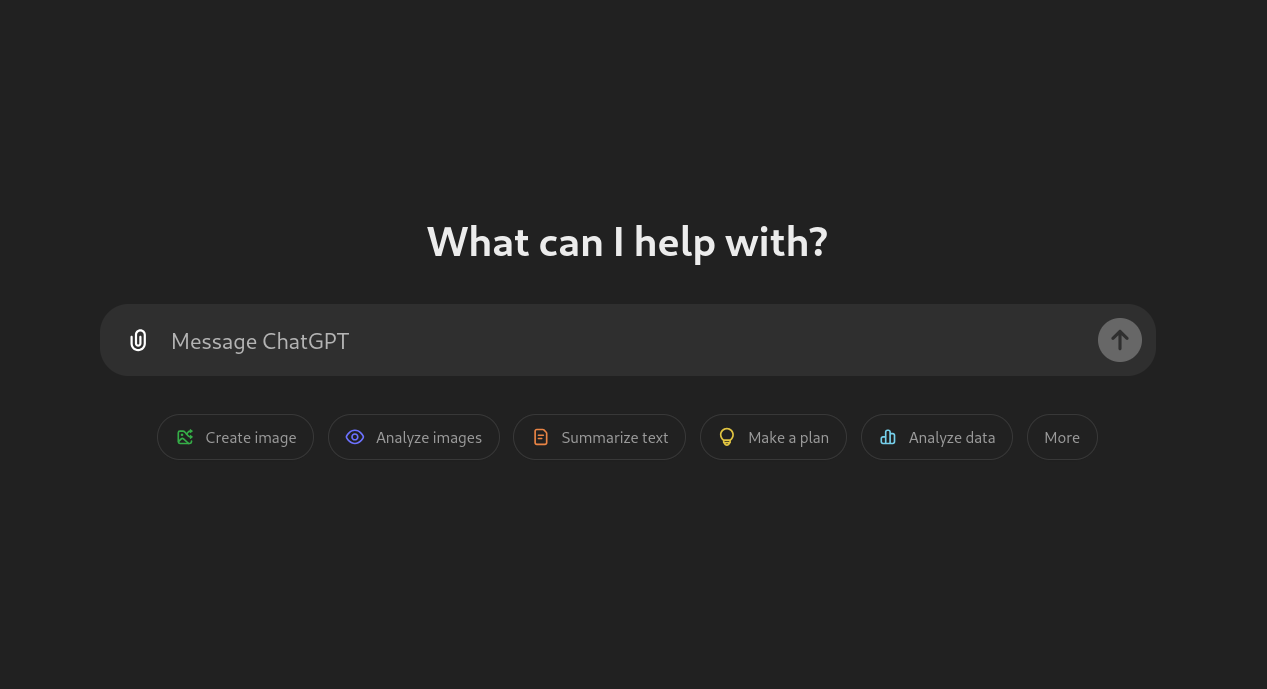 What can I help with?
Message ChatGPT
Create image Analyze images Summarize text Make a plan Analyze data More